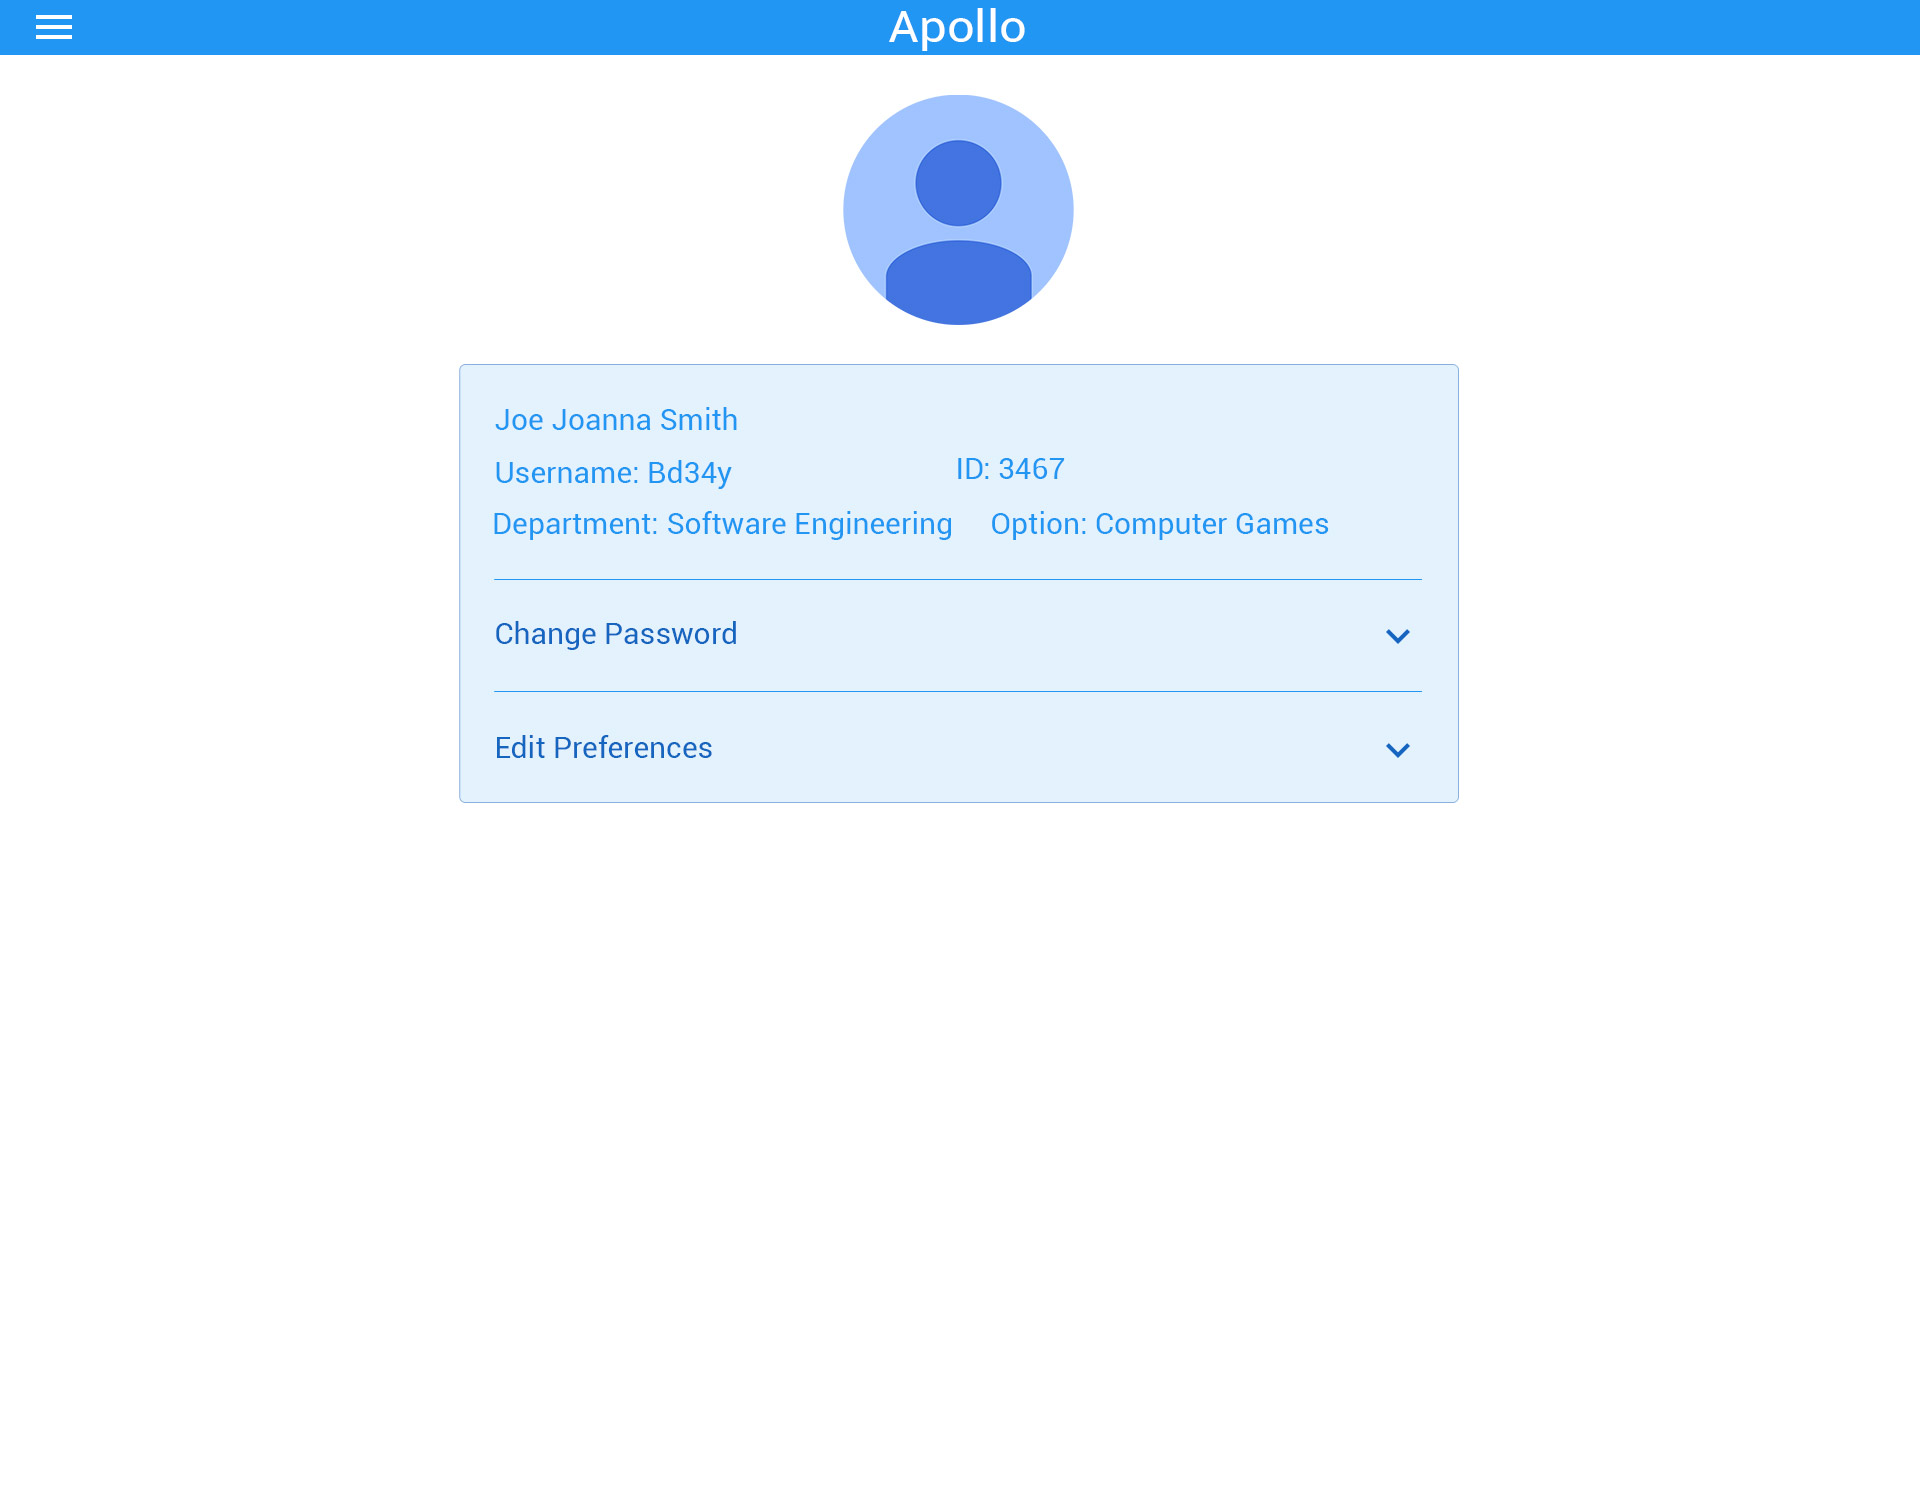 Apollo
Joe Joanna Smith
Username: Bd34y
ID: 3467
Department: Software Engineering
Option: Computer Games
Change Password
Edit Preferences